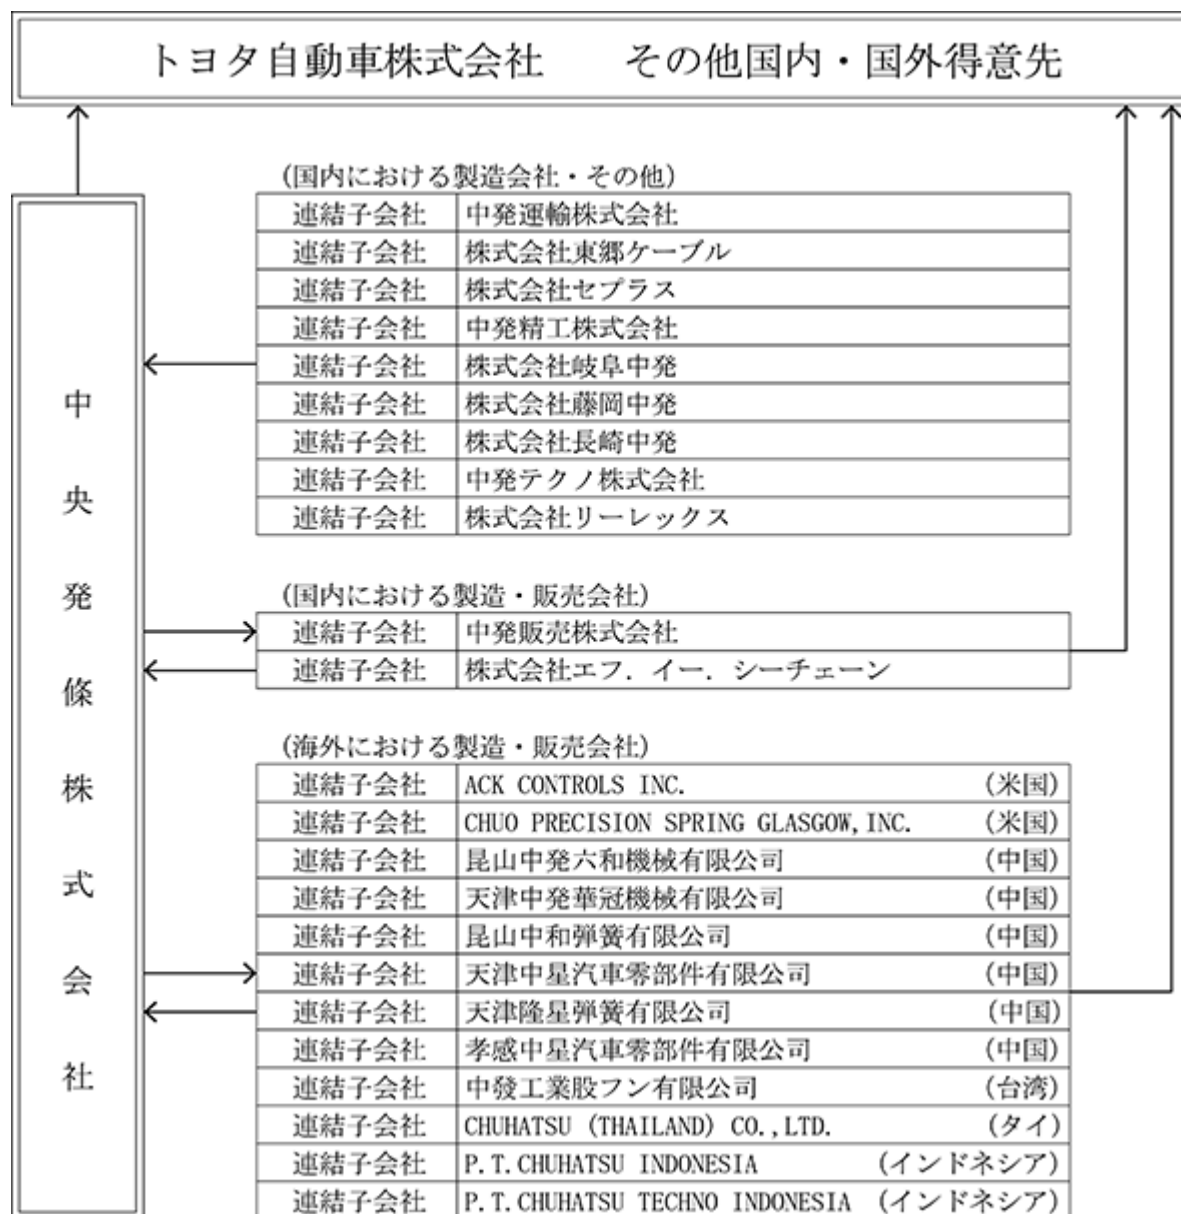 トヨタ自動車株式会社　　その他国内・国外得意先
中央発條株式会社
(国内における製造会社・その他)
連結子会社 中発運輸株式会社
連結子会社 株式会社東郷ケーブル
連結子会社 株式会社セプラス
連結子会社 中発精工株式会社
連結子会社 株式会社岐阜中発
連結子会社 株式会社藤岡中発
連結子会社 株式会社長崎中発
連結子会社 中発テクノ株式会社
連結子会社 株式会社リーレックス
(国内における製造・販売会社)
連結子会社 中発販売株式会社
連結子会社 株式会社エフ．イー．シーチェーン
(海外における製造・販売会社)
連結子会社 ACK CONTROLS INC. (米国)
連結子会社 CHUO PRECISION SPRING GLASGOW,INC. (米国)
連結子会社 昆山中発六和機械有限公司 (中国)
連結子会社 天津中発華冠機械有限公司 (中国)
連結子会社 昆山中和弾簧有限公司 (中国)
連結子会社 天津中星汽車零部件有限公司 (中国)
連結子会社 天津隆星弾簧有限公司 (中国)
連結子会社 孝感中星汽車零部件有限公司 (中国)
連結子会社 中發工業股フン有限公司 (台湾)
連結子会社 CHUHATSU (THAILAND) CO.,LTD. (タイ)
連結子会社 P.T.CHUHATSU INDONESIA (インドネシア)
連結子会社 P.T.CHUHATSU TECHNO INDONESIA (インドネシア)